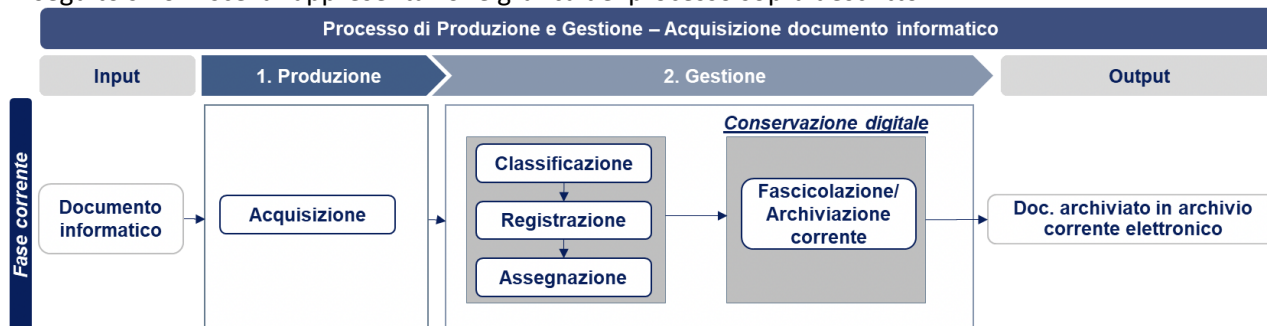 Processo di Produzione e Gestione – Acquisizione documento informatico
Input
1. Produzione
2. Gestione
Output
Fase corrente
Documento
informatico
Acquisizione
Classificazione
Registrazione
Assegnazione
Conservazione digitale
Fascicolazione/
Archiviazione
corrente
Doc. archiviato in archivio
corrente elettronico